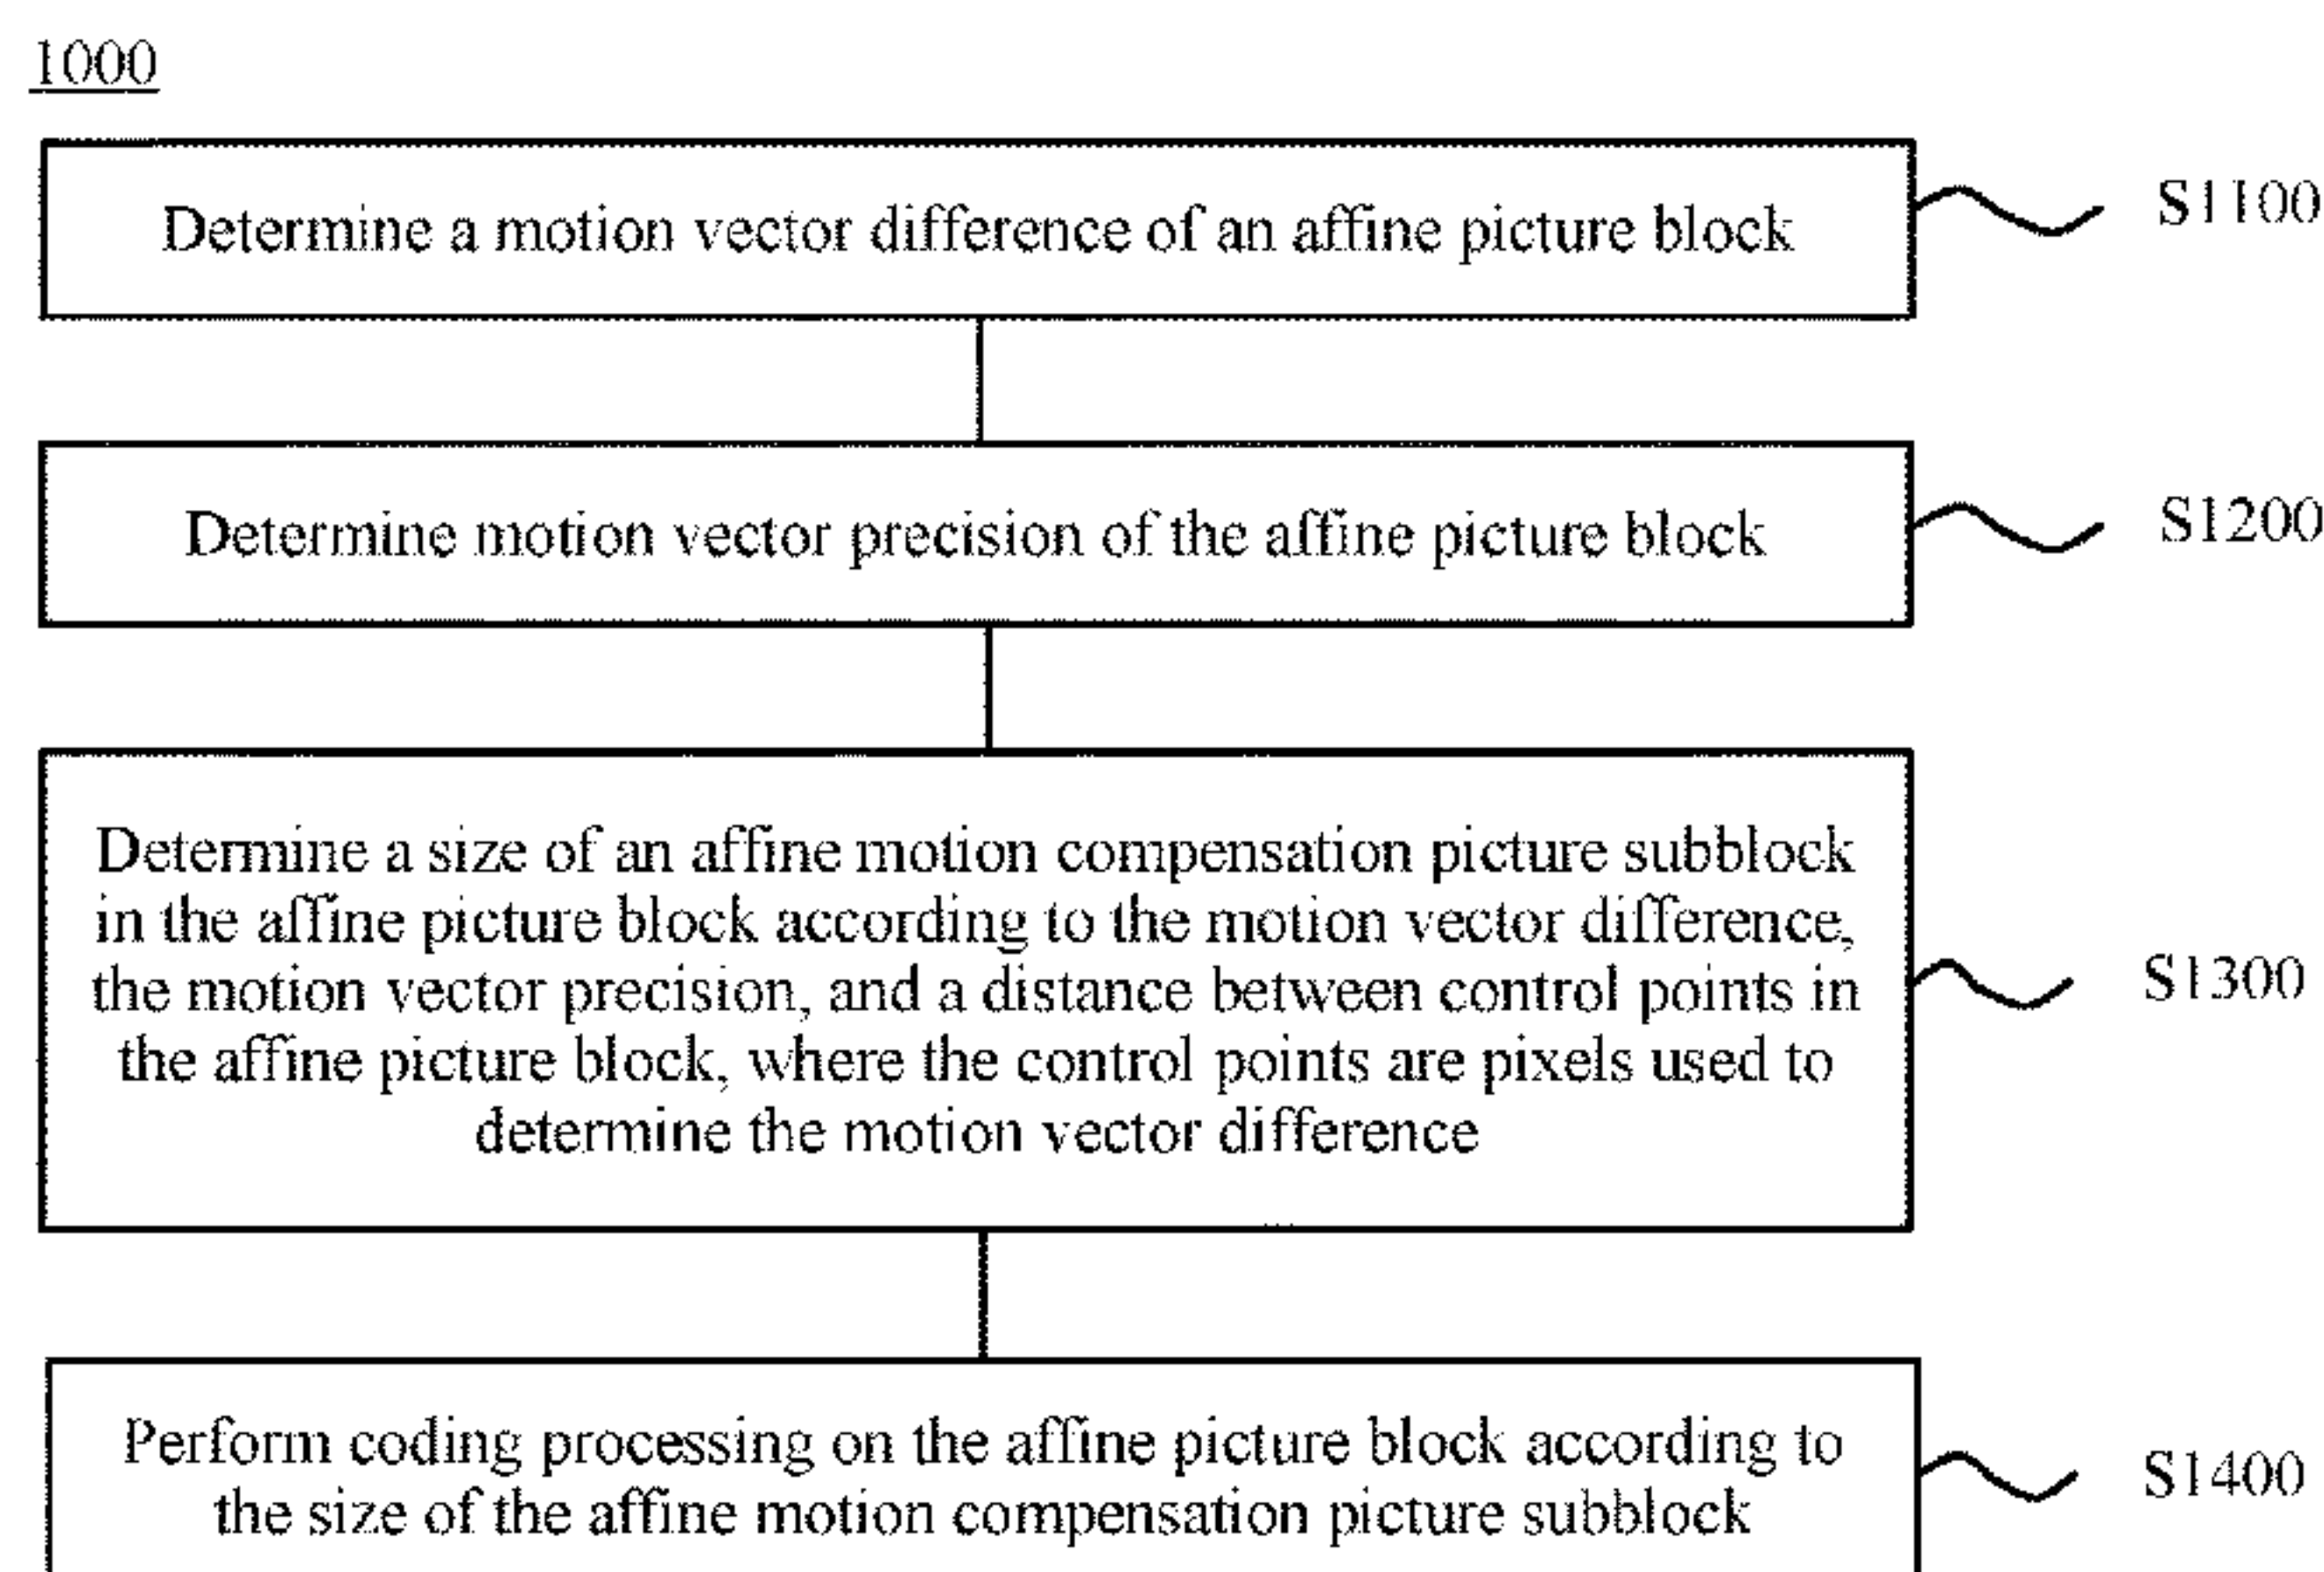 1000
Determine a motion vector difference of an affine picture block
S1100
Determine motion vector precision of the affine picture block
S1200
Determine a size of an affine motion compensation picture subblock
in the affine picture block according to the motion vector difference,
the motion vector precision, and a distance between control points in
the affine picture block, where the control points are pixels used to
determine the motion vector difference
S1300
Perform coding processing on the affine picture block according to
the size of the affine motion compensation picture subblock
S1400